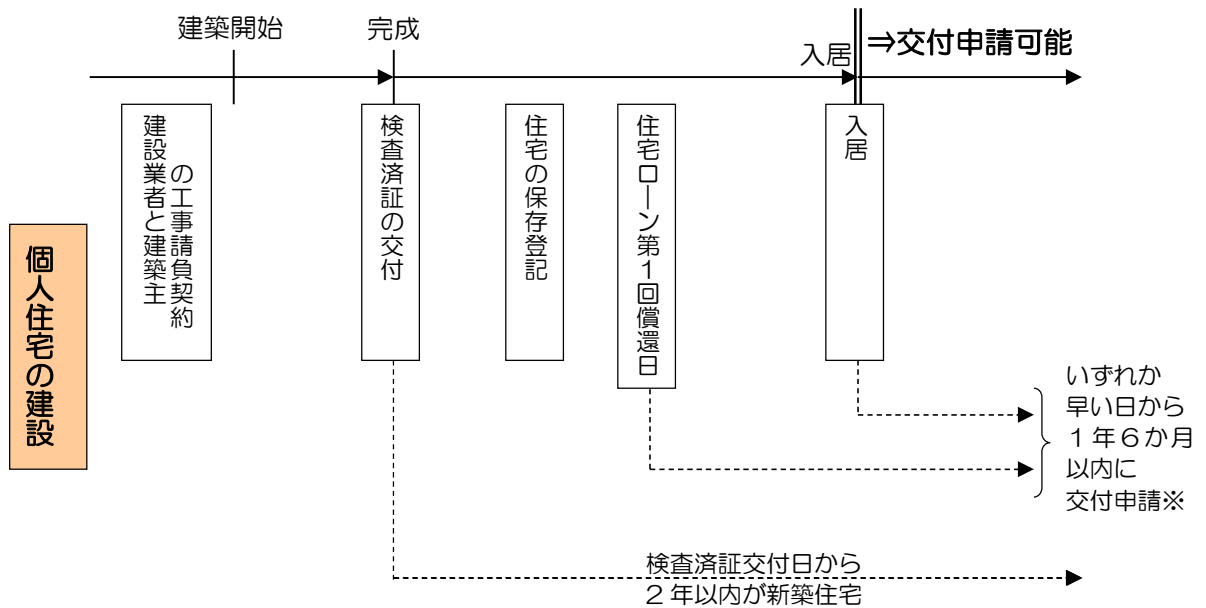 建築開始
完成
入居
⇒交付申請可能
個人住宅の建設
建設業者と建築主
の工事請負契約
検査済証の交付
住宅の保存登記
住宅ローン第1回償還日
入居
いずれか
早い日から
1年6か月
以内に
交付申請※
検査済証交付日から
2年以内が新築住宅